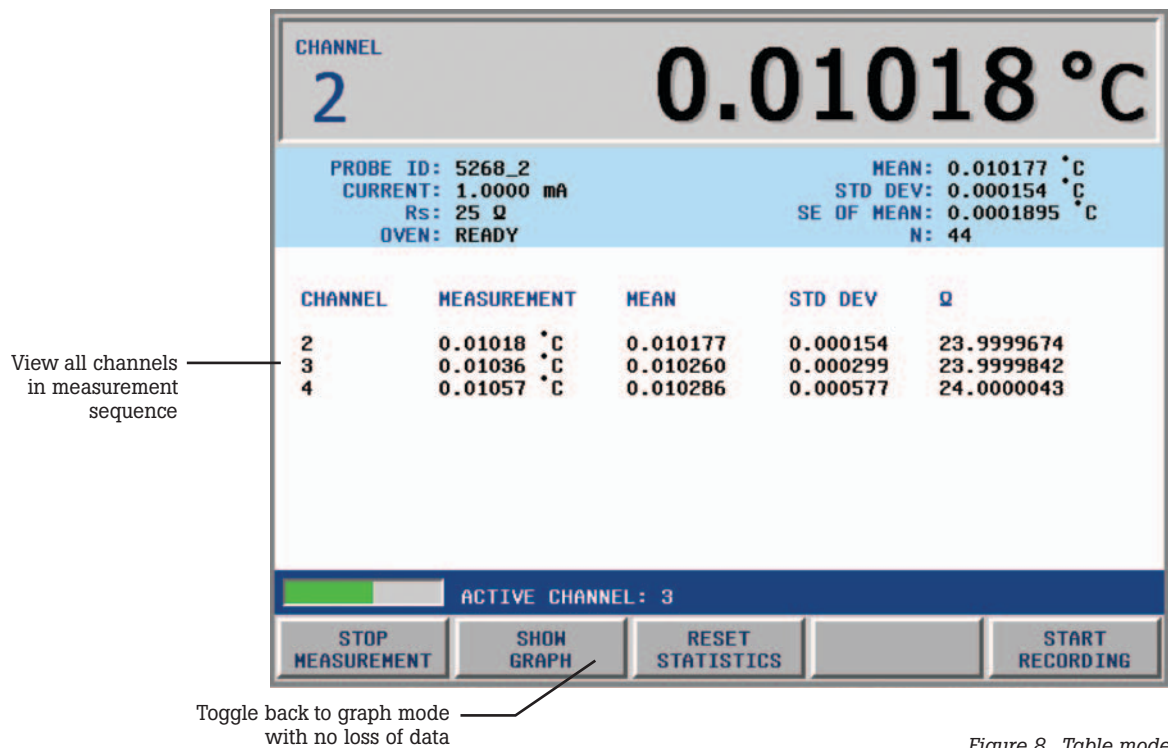 CHANNEL
2
0.01018 °C
PROBE ID: 5268_2
CURRENT: 1.0000 mA
Rs: 25 Ω
OVEN: READY
MEAN: 0.010177 °C
STD DEV: 0.000154 °C
SE OF MEAN: 0.0001895 °C
N: 44
CHANNEL MEASUREMENT MEAN STD DEV Ω
2 0.01018 °C 0.010177 0.000154 23.9999674
3 0.01036 °C 0.010260 0.000299 23.9999842
4 0.01057 °C 0.010286 0.000577 24.0000043
View all channels
in measurement
sequence
ACTIVE CHANNEL: 3
STOP
MEASUREMENT
SHOW
GRAPH
RESET
STATISTICS
START
RECORDING
Toggle back to graph mode
with no loss of data
Figure 8. Table mode